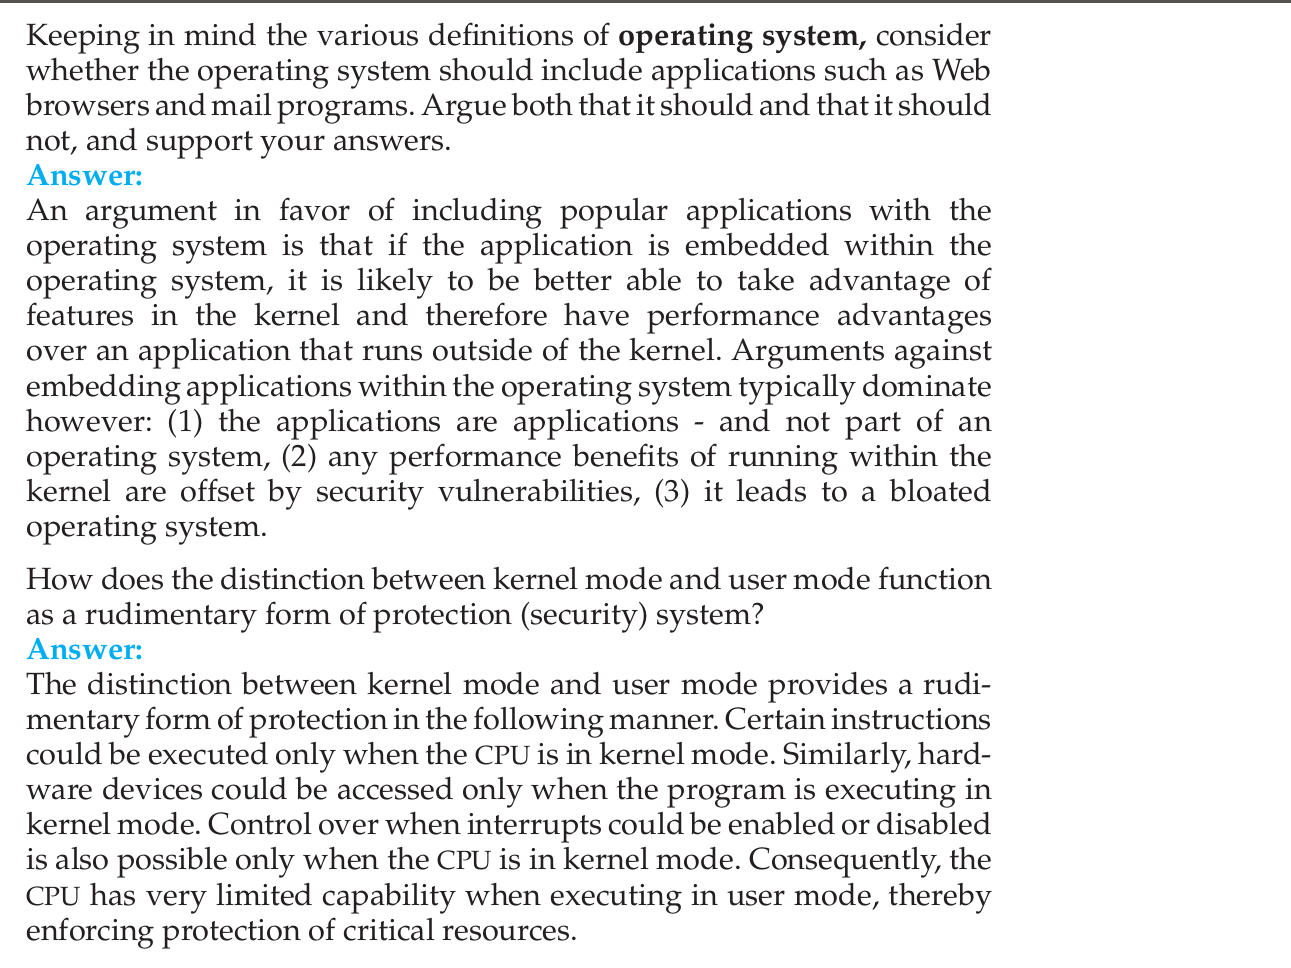 Keeping in mind the various definitions of operating system, consider
whether the operating system should include applications such as Web
browsers and mail programs. Argue both that it should and that it should
not, and support your answers.
Answer:
An argument in favor of including popular applications with the
operating system is that if the application is embedded within the
operating system, it is likely to be better able to take advantage of
features in the kernel and therefore have performance advantages
over an application that runs outside of the kernel. Arguments against
embedding applications within the operating system typically dominate
however: (1) the applications are applications - and not part of an
operating system, (2) any performance benefits of running within the
kernel are offset by security vulnerabilities, (3) it leads to a bloated
operating system.
How does the distinction between kernel mode and user mode function
as a rudimentary form of protection (security) system?
Answer:
The distinction between kernel mode and user mode provides a rudi-
mentary form of protection in the following manner. Certain instructions
could be executed only when the CPU is in kernel mode. Similarly, hard-
ware devices could be accessed only when the program is executing in
kernel mode. Control over when interrupts could be enabled or disabled
is also possible only when the CPU is in kernel mode. Consequently, the
CPU has very limited capability when executing in user mode, thereby
enforcing protection of critical resources.